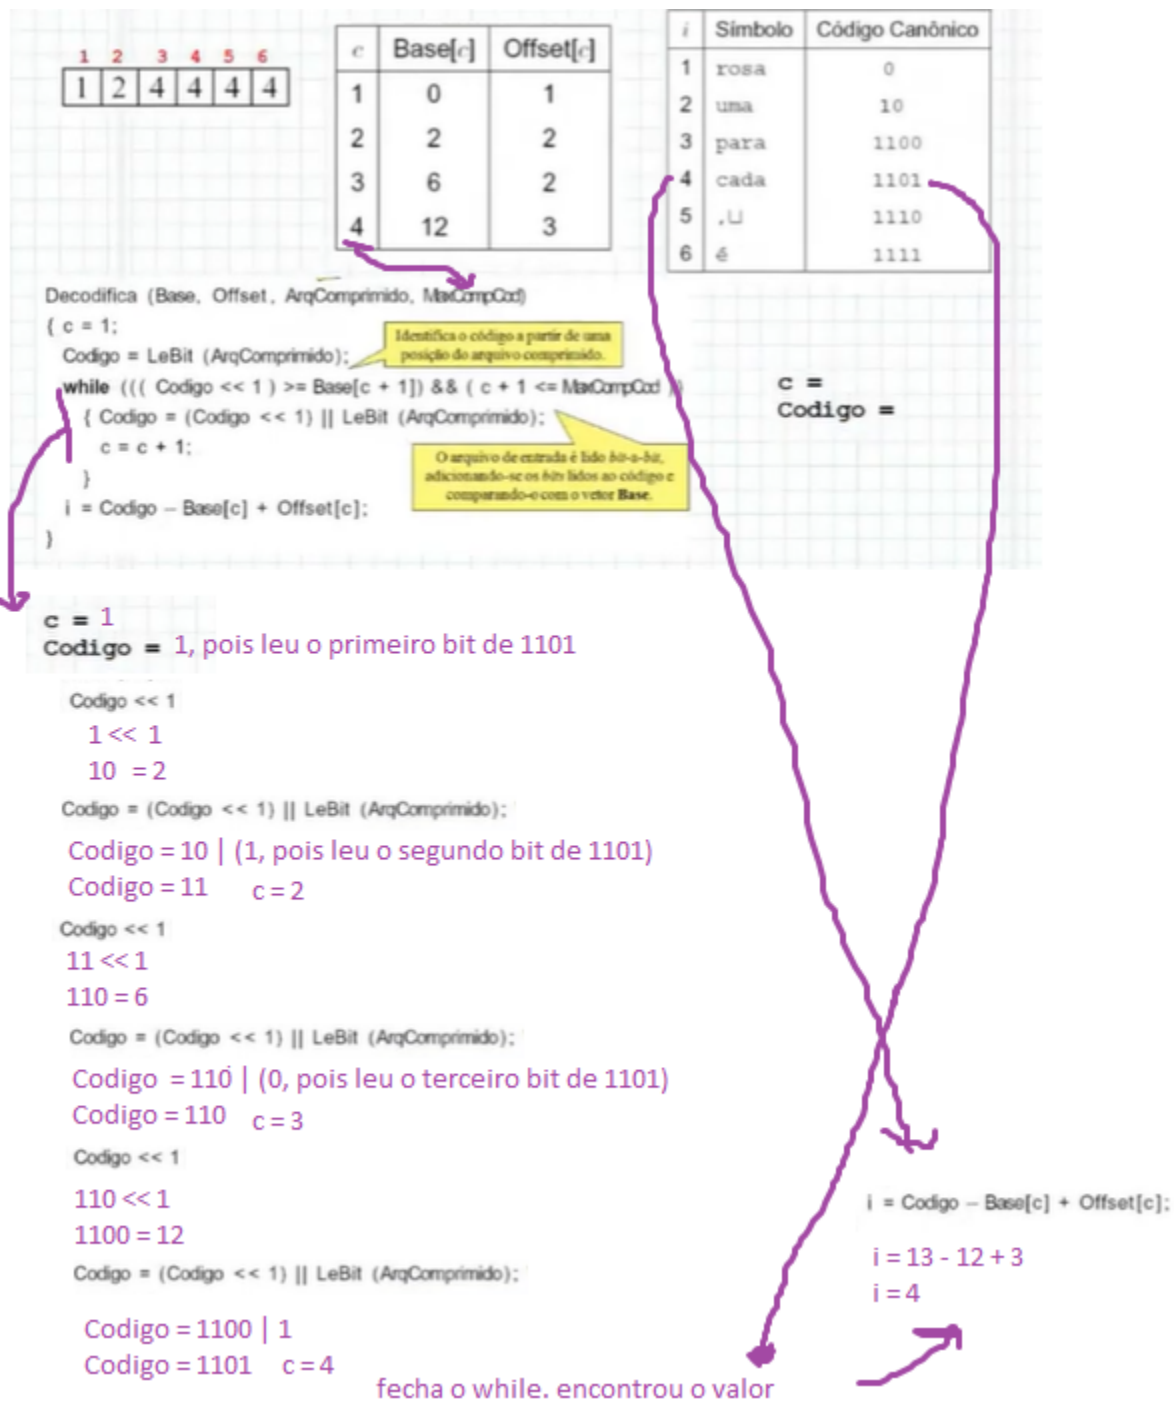 1 2 3 4 5 6
1 2 4 4 4 4
c Base[c] Offset[c]
1 0 1
2 2 2
3 6 2
4 12 3
i Símbolo Código Canônico
1 rosa 0
2 uma 10
3 para 1100
4 cada 1101
5 ,⊔ 1110
6 é 1111
Decodifica (Base, Offset, ArqComprimido, MaxCompCod)
{ c = 1;
Codigo = LeBit (ArqComprimido);
Identifica o código a partir de uma
posição do arquivo comprimido.
while ((( Codigo << 1 ) >= Base[c + 1]) && ( c + 1 <= MaxCompCod ))
{ Codigo = (Codigo << 1) || LeBit (ArqComprimido);
c = c + 1;
}
O arquivo de entrada é lido bit-a-bit,
adicionando-se os bits lidos ao código e
comparando-o com o vetor Base.
i = Codigo – Base[c] + Offset[c];
}
c =
Codigo =
c = 1
Codigo = 1, pois leu o primeiro bit de 1101
Codigo << 1
1 << 1
10 = 2
Codigo = (Codigo << 1) || LeBit (ArqComprimido);
Codigo = 10 | (1, pois leu o segundo bit de 1101)
Codigo = 11 c = 2
Codigo << 1
11 << 1
110 = 6
Codigo = (Codigo << 1) || LeBit (ArqComprimido);
Codigo = 110 | (0, pois leu o terceiro bit de 1101)
Codigo = 110 c = 3
Codigo << 1
110 << 1
1100 = 12
Codigo = (Codigo << 1) || LeBit (ArqComprimido);
Codigo = 1100 | 1
Codigo = 1101 c = 4
fecha o while. encontrou o valor
i = Codigo – Base[c] + Offset[c];
i = 13 - 12 + 3
i = 4